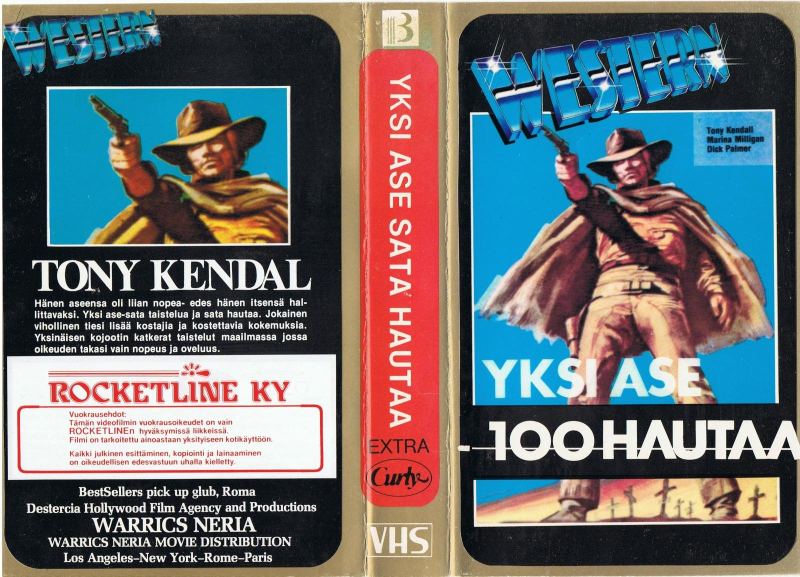 WESTERN
TONY KENDAL
Hänen aseensa oli liian nopea- edes hänen itsensä hal-
littavaksi. Yksi ase-sata taistelua ja sata hautaa. Jokainen
vihollinen tiesi lisää kostajia ja kostettavia kokemuksia.
Yksinäisen kojootin katkerat taistelut maailmassa jossa
oikeuden takasi vain nopeus ja oveluus.
ROCKETLINE KY
Vuokrausehdot:
Tämän videofilmin vuokrausoikeudet on vain
ROCKETLINEn hyväksymissä liikkeissä.
Filmi on tarkoitettu ainoastaan yksityiseen kotikäyttöön.
Kaikki julkinen esittäminen, kopiointi ja lainaaminen
on oikeudellisen edesvastuun uhalla kielletty.
BestSellers pick up glub, Roma
Destercia Hollywood Film Agency and Productions
WARRICS NERIA
WARRICS NERIA MOVIE DISTRIBUTION
Los Angeles-New York-Rome-Paris
B
YKSI ASE SATA HAUTAA
EXTRA
Curly
VHS
WESTERN
Tony Kendall
Marina Milligan
Dick Palmer
YKSI ASE
- 100 HAUTAA